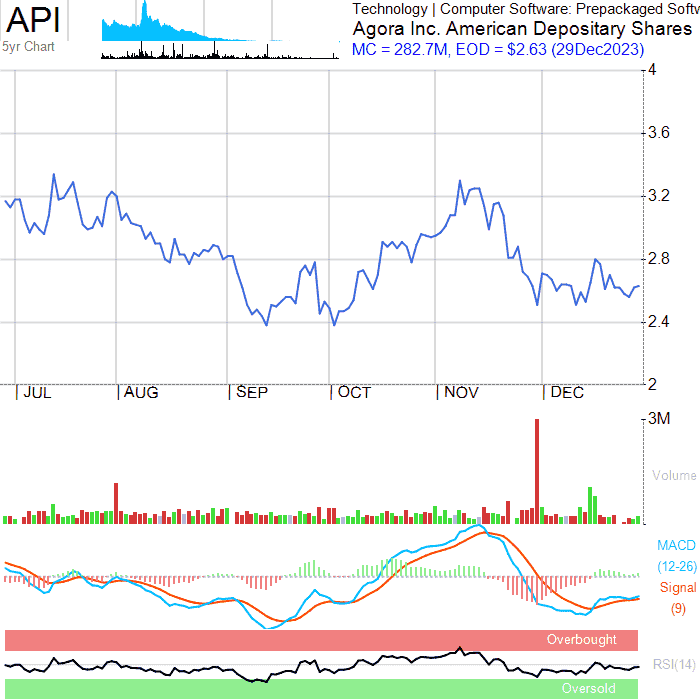 API
5yr Chart
Technology | Computer Software: Prepackaged Softw
Agora Inc. American Depositary Shares
MC = 282.7M, EOD = $2.63 (29Dec2023)
4
3.6
3.2
2.8
2.4
2
JUL AUG SEP OCT NOV DEC
3M
Volume
MACD
(12-26)
Signal
(9)
Overbought
RSI(14)
Oversold